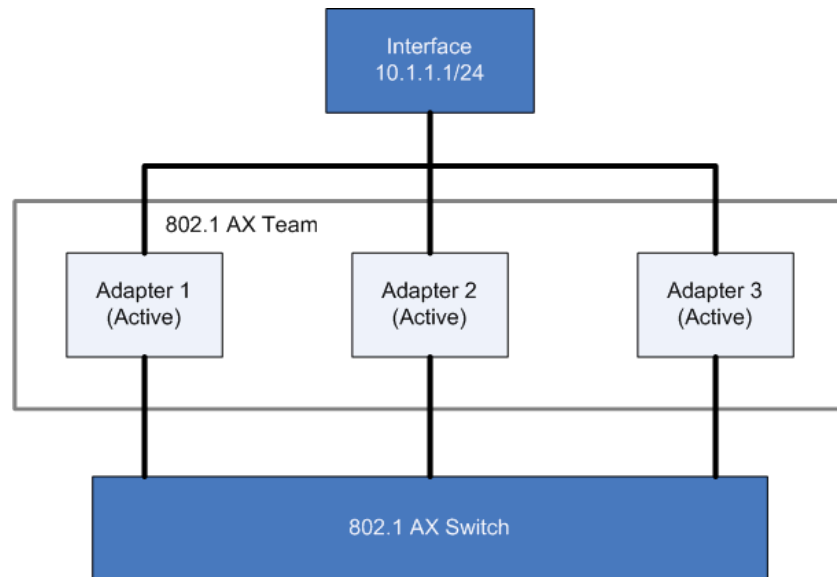 Interface
10.1.1.1/24
802.1 AX Team
Adapter 1
(Active)
Adapter 2
(Active)
Adapter 3
(Active)
802.1 AX Switch